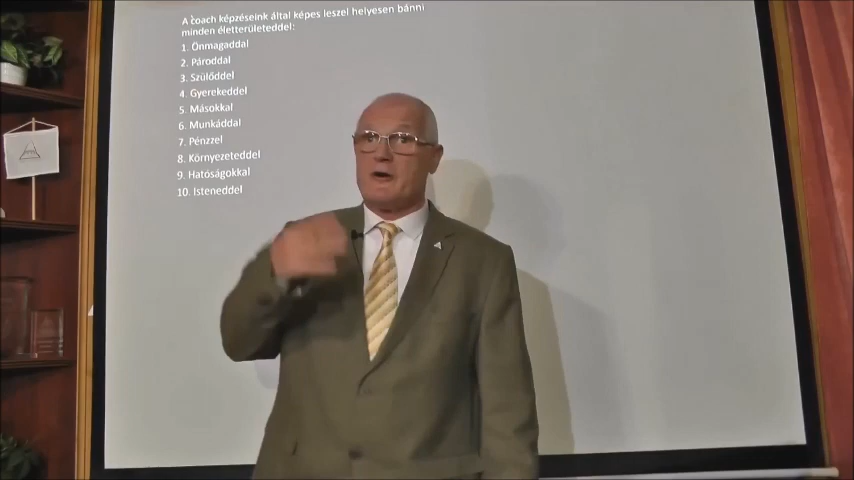 A coach képzéseink által képes leszel helyesen bánni
minden életterületeddel:
1. Önmagaddal
2. Pároddal
3. Szülőddel
4. Gyerekeddel
5. Másokkal
6. Munkáddal
7. Pénzzel
8. Környezeteddel
9. Hatóságokkal
10. Isteneddel